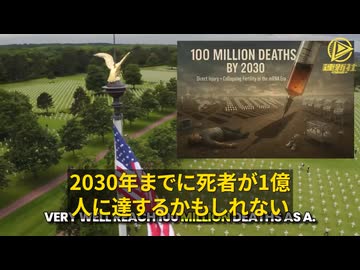 100 MILLION DEATHS
BY 2030
Direct Injury + Collapsing Fertility of the mRNA Era
2030年までに死者が1億
人に達するかもしれない
VERY WELL REACH 100 MILLION DEATHS AS A.